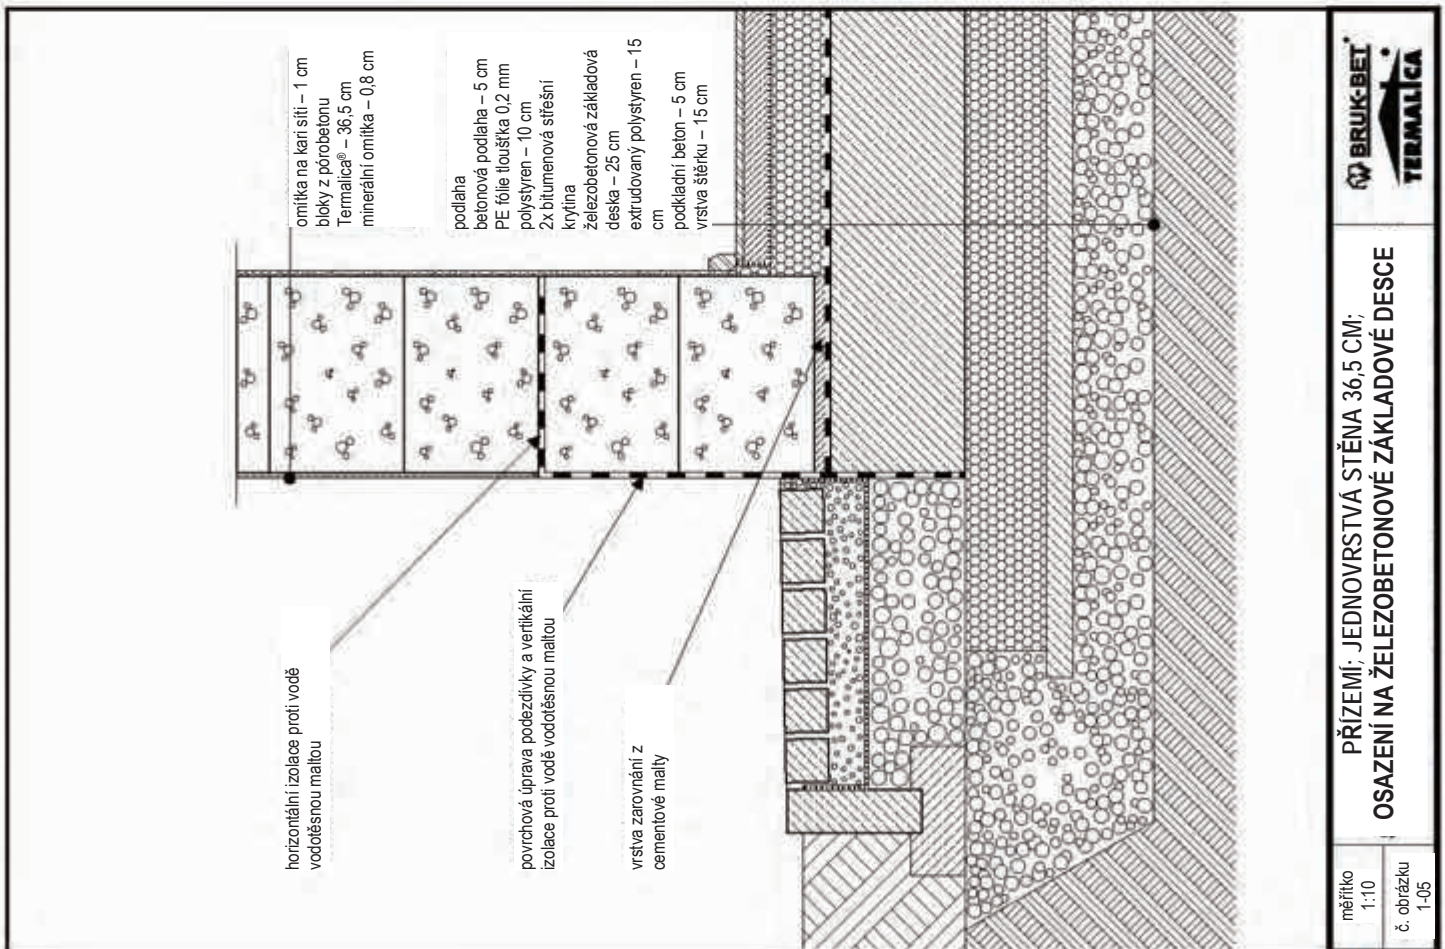 omítka na kari síti – 1 cm
bloky z pórobetonu
Termalica® – 36,5 cm
minerální omítka – 0,8 cm
podlaha
betonová podlaha – 5 cm
PE fólie tloušťka 0,2 mm
polystyren – 10 cm
2x bitumenová střešní
krytina
železobetonová základová
deska – 25 cm
extrudovaný polystyren – 15
cm
podkladní beton – 5 cm
vrstva štěrku – 15 cm
horizontální izolace proti vodě
vodotěsnou maltou
povrchová úprava podezdívky a vertikální
izolace proti vodě vodotěsnou maltou
vrstva zarovnání z
cementové malty
měřítko
1:10
č. obrázku
1-05
PŘÍZEMÍ; JEDNOVRSTVÁ STĚNA 36,5 CM;
OSAZENÍ NA ŽELEZOBETONOVÉ ZÁKLADOVÉ DESCE
BRUK-BET
TERMALICA